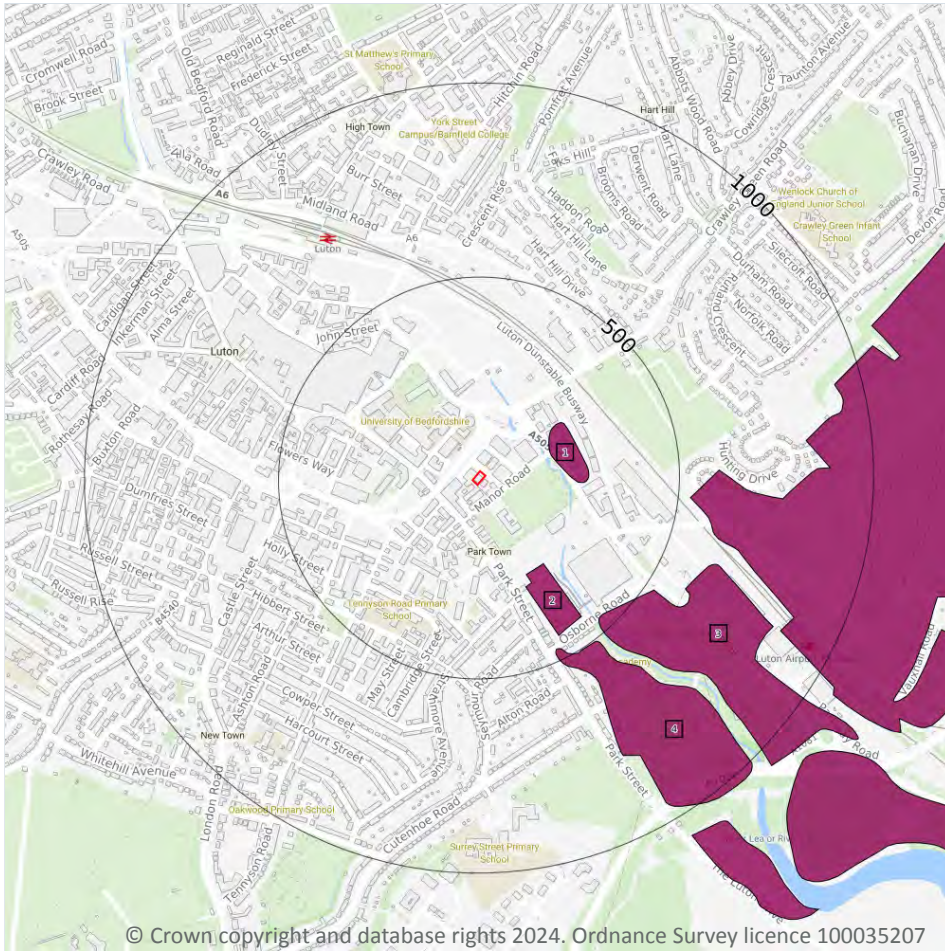 Cromwell Road
Reginald Street
Frederick Street
Old Bedford Road
Brook Street
St Matthew's Primary
School
Hitchin Road
Pomfret Avenue
Abbots Wood Road
Abbey Drive
Cowridge Crescent
Taunton Avenue
Hart Hill
Buchanan Drive
Dudley Street
High Town
York Street
Campus/Barnfield College
Hart Lane
Derwent Road
Brooms Road
Crawley Green Road
Crawley Road
Burr Street
Crescent Rise
Haddon Road
Hart Hill Lane
1000
Wenlock Church of
England Junior School
Crawley Green Infant
School
Devon Road
A6
Midland Road
A6
A505
Luton
Hart Hill Drive
Silecroft Road
Durham Road
Norfolk Road
Cardigan Street
Inkerman Street
Alma Street
John Street
500
Luton Dunstable Busway
Luton
Cardiff Road
Rothesay Road
Buxton Road
University of Bedfordshire
Flowers Way
1
Manor Road
Hunting Drive
Dumfries Street
Park Town
Russell Street
Holly Street
Castle Street
Hibbert Street
Park Street
2
Russell Rise
B4540
Tennyson Road Primary
School
Osborne Road
3
Arthur Street
May Street
Cambridge Street
Luton Airport
Vauxhall Road
Ashton Road
Cowper Street
Strathmore Avenue
Seymour Road
Alton Road
4
New Town
Harcourt Street
Park Street
Whitehill Avenue
London Road
Oakwood Primary School
Cutenhoe Road
Tennyson Road
Surrey Street Primary
School
© Crown copyright and database rights 2024. Ordnance Survey licence 100035207